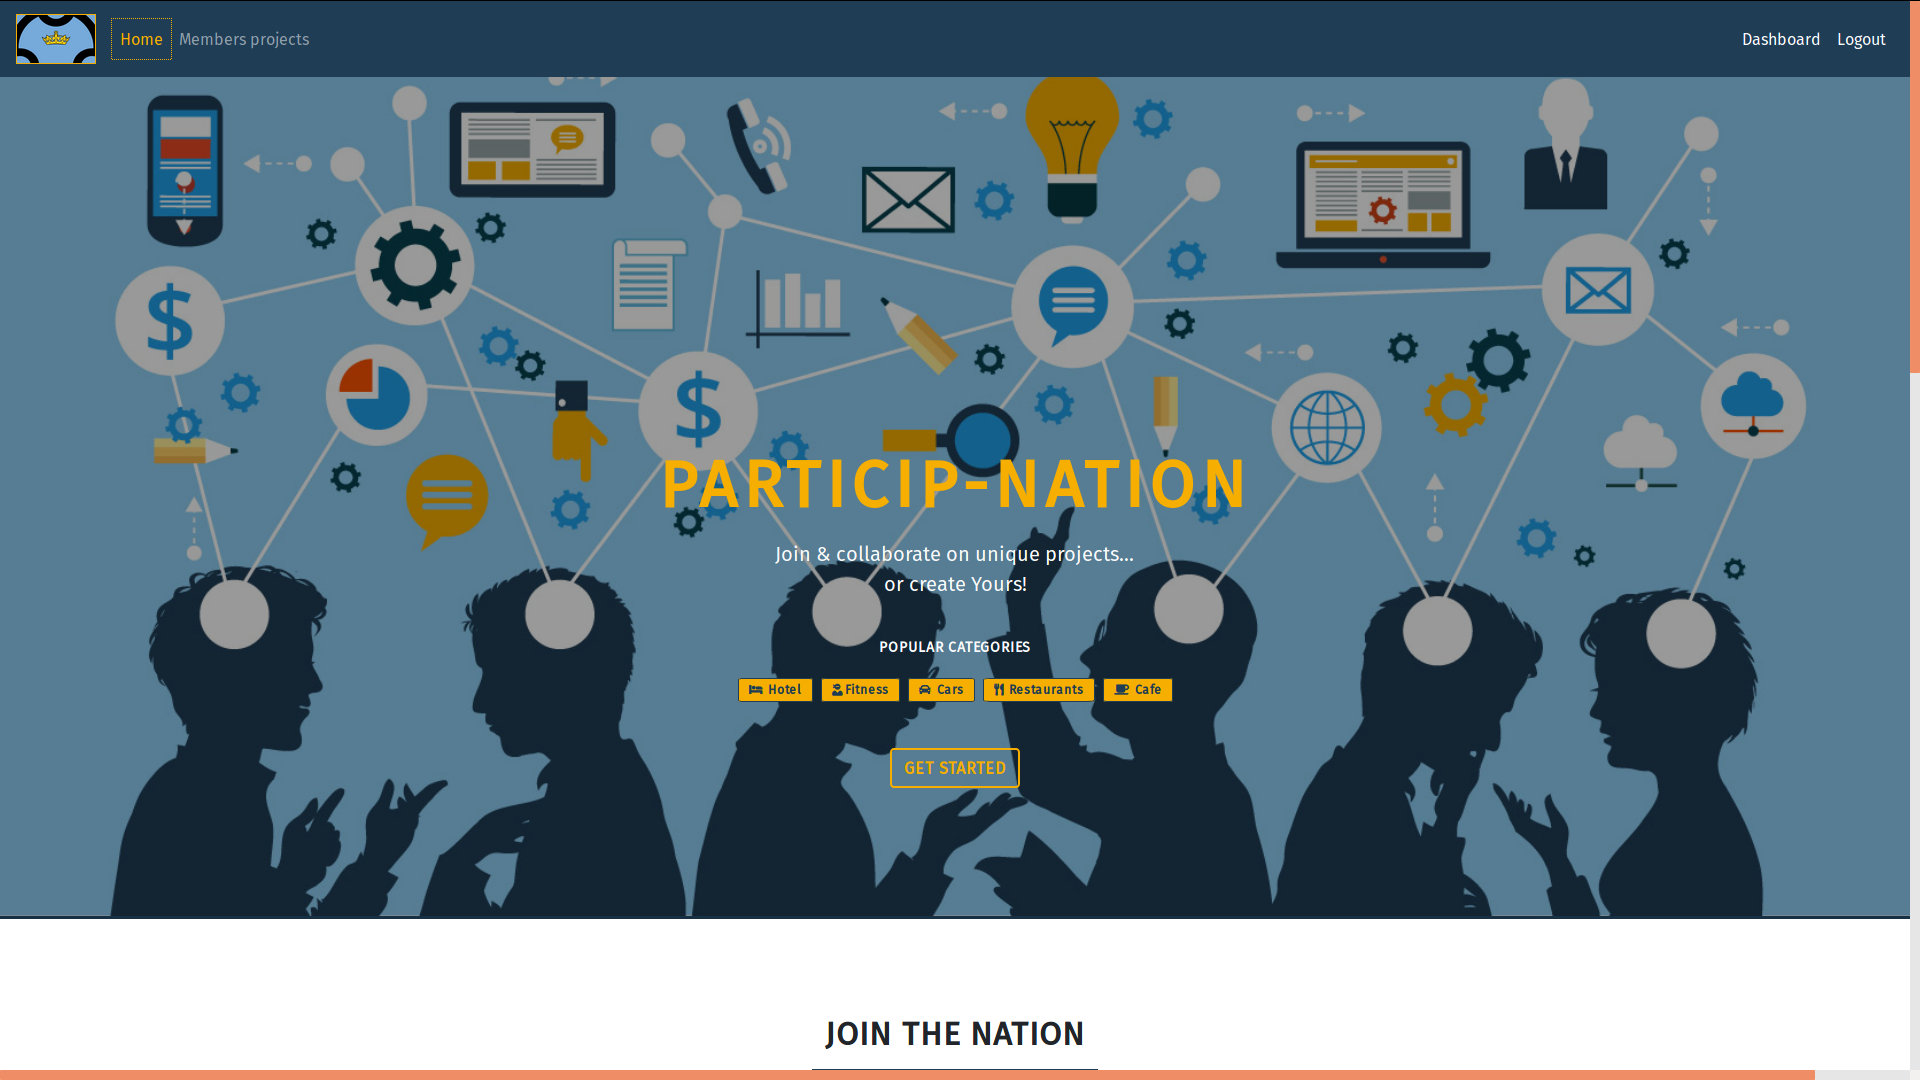 Home Members projects Dashboard Logout
PARTICIP-NATION
Join & collaborate on unique projects...
or create Yours!
POPULAR CATEGORIES
Hotel Fitness Cars Restaurants Cafe
GET STARTED
JOIN THE NATION